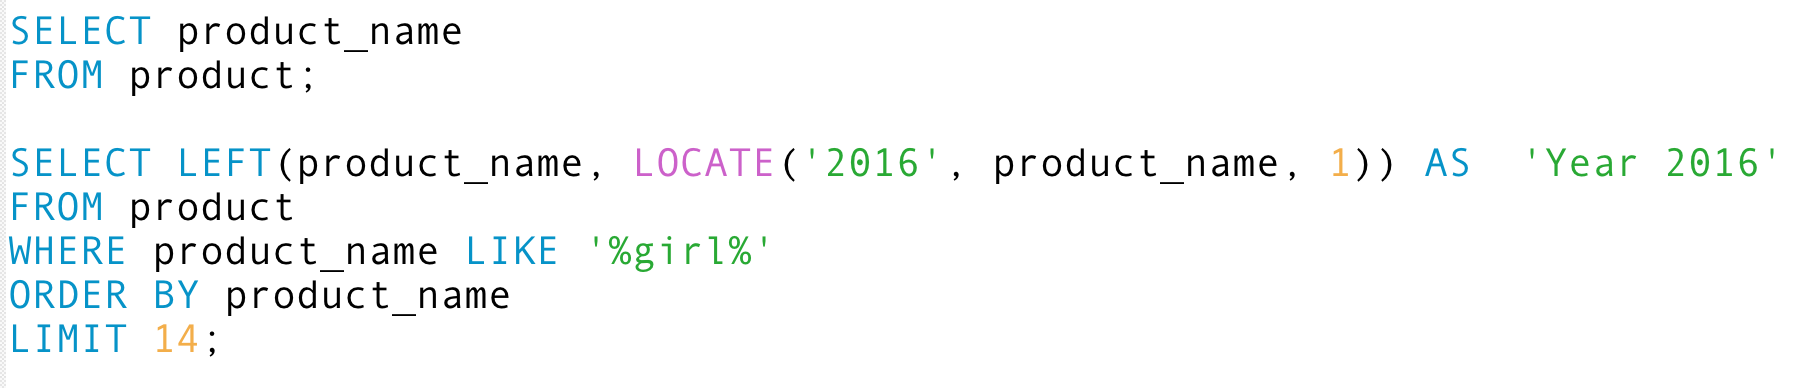 SELECT product_name
FROM product;
SELECT LEFT(product_name, LOCATE('2016', product_name, 1)) AS  'Year 2016'
FROM product
WHERE product_name LIKE '%girl%'
ORDER BY product_name
LIMIT 14;